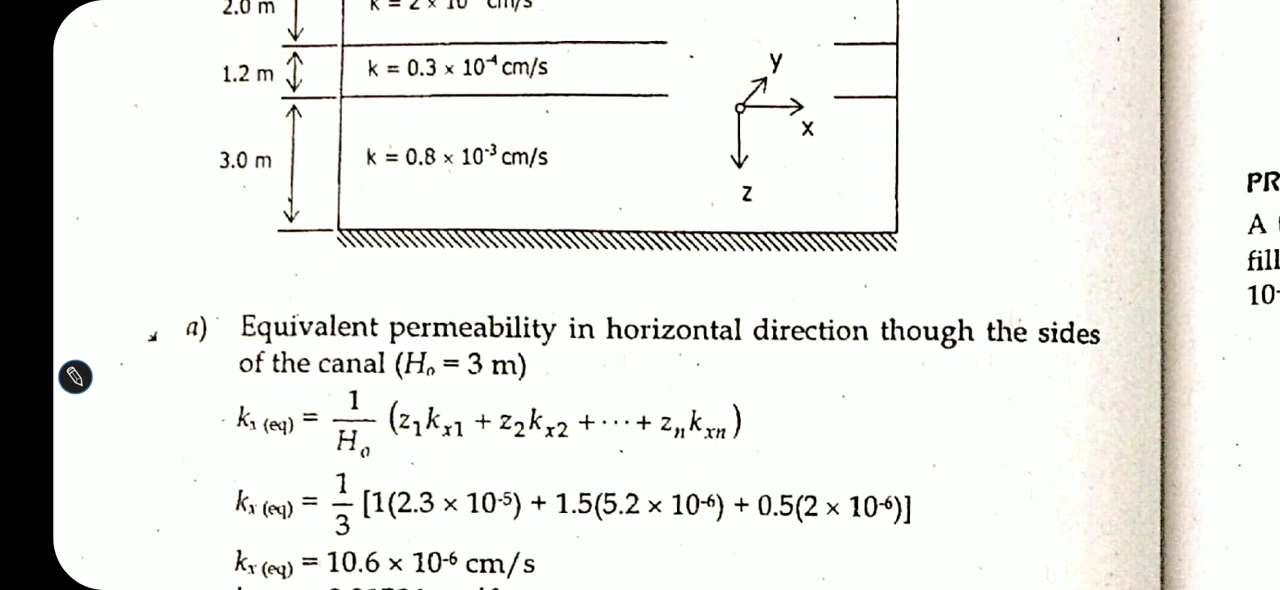 2.0 m
1.2 m
k = 0.3 × 10⁻⁴ cm/s
y
x
3.0 m
k = 0.8 × 10⁻³ cm/s
z
PR
A
fill
10-
a) Equivalent permeability in horizontal direction though the sides
of the canal (Hₒ = 3 m)
kₓ (eq) = 1/Hₒ (z₁kₓ₁ + z₂kₓ₂ + ⋯ + zₙkₓₙ)
kₓ (eq) = 1/3 [1(2.3 × 10⁻⁵) + 1.5(5.2 × 10⁻⁶) + 0.5(2 × 10⁻⁶)]
kₓ (eq) = 10.6 × 10⁻⁶ cm/s